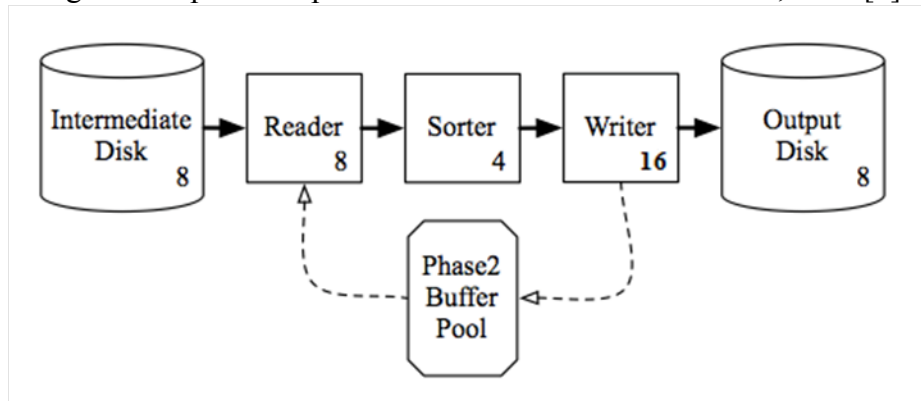 Intermediate
Disk
8
Reader
8
Sorter
4
Writer
16
Output
Disk
8
Phase2
Buffer
Pool